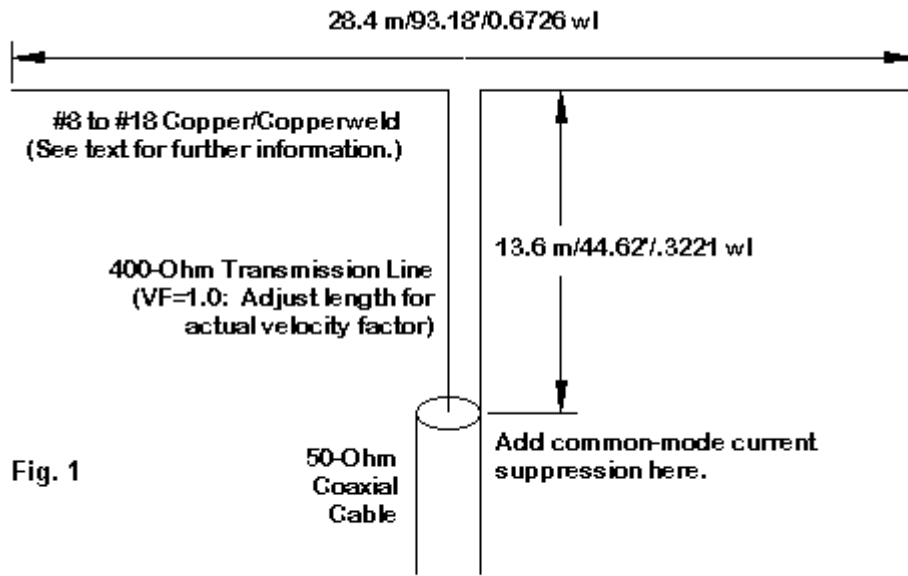 28.4 m/93.18'/0.6726 wl
#8 to #18 Copper/Copperweld
(See text for further information.)
13.6 m/44.62'/.3221 wl
400-Ohm Transmission Line
(VF=1.0: Adjust length for
actual velocity factor)
Add common-mode current
suppression here.
50-Ohm
Coaxial
Cable
Fig. 1